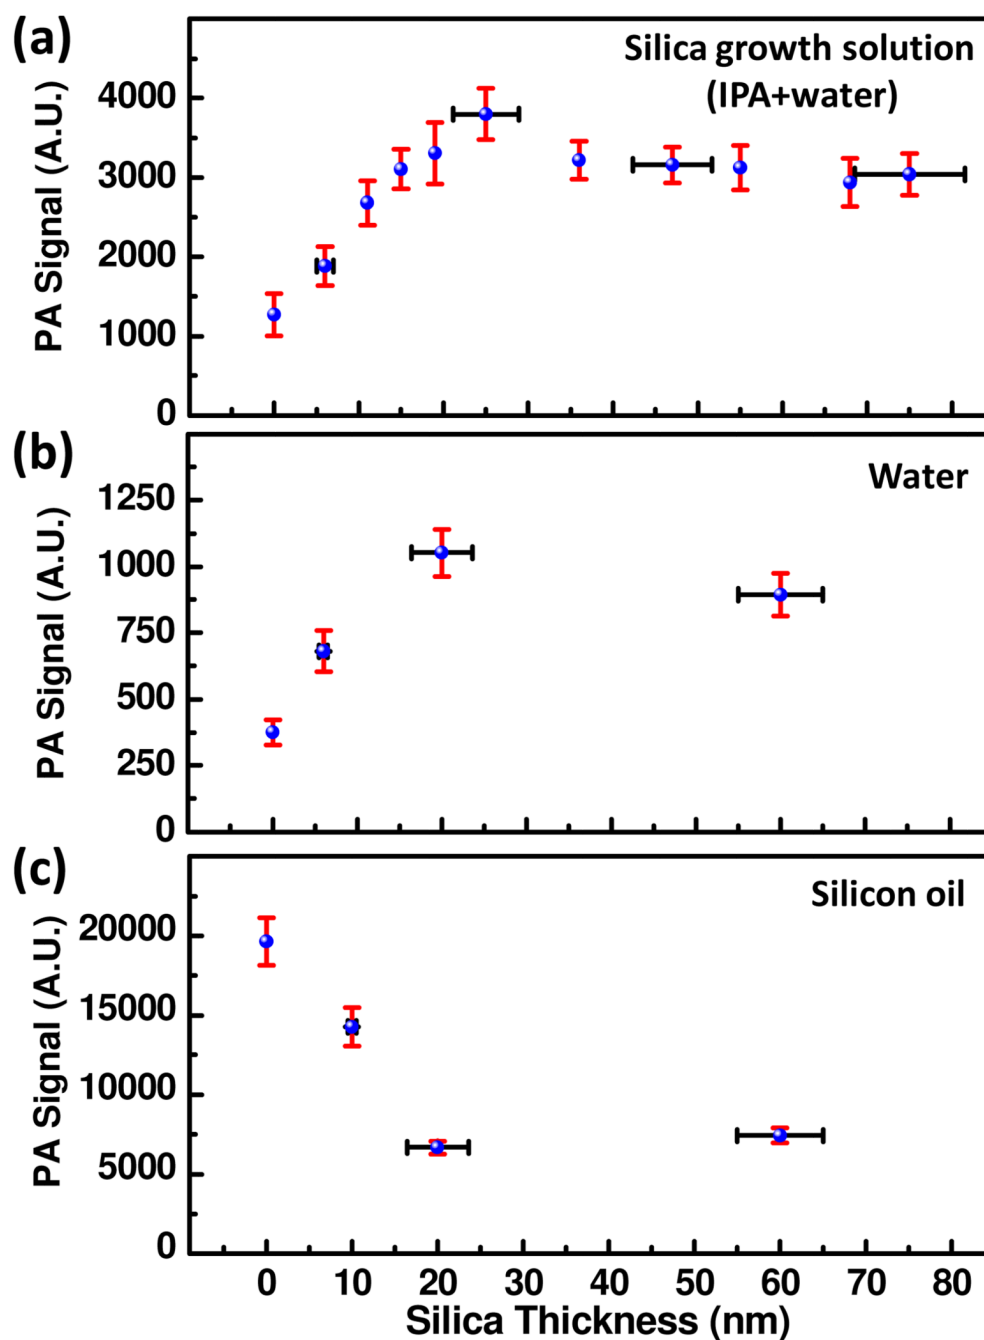 (a)
Silica growth solution
(IPA+water)
PA Signal (A.U.)
4000
3000
2000
1000
0
(b)
Water
PA Signal (A.U.)
1250
1000
750
500
250
0
(c)
Silicon oil
PA Signal (A.U.)
20000
15000
10000
5000
0
0 10 20 30 40 50 60 70 80
Silica Thickness (nm)